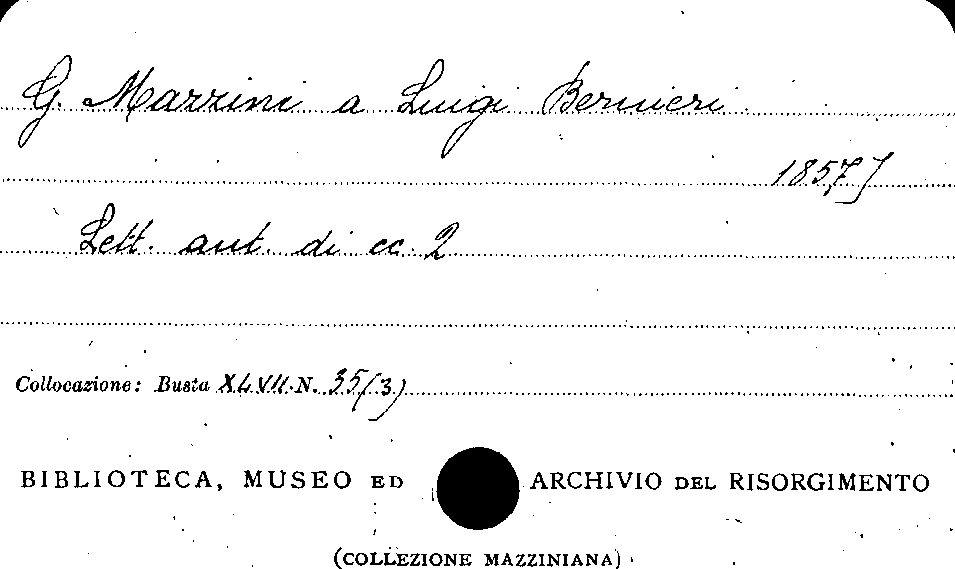 G. Mazzini a Luigi Bernieri
1857]
Lett. aut. di cc. 2
Collocazione: Busta XLVII N. 35(3)
BIBLIOTECA, MUSEO ED ARCHIVIO DEL RISORGIMENTO
(COLLEZIONE MAZZINIANA)